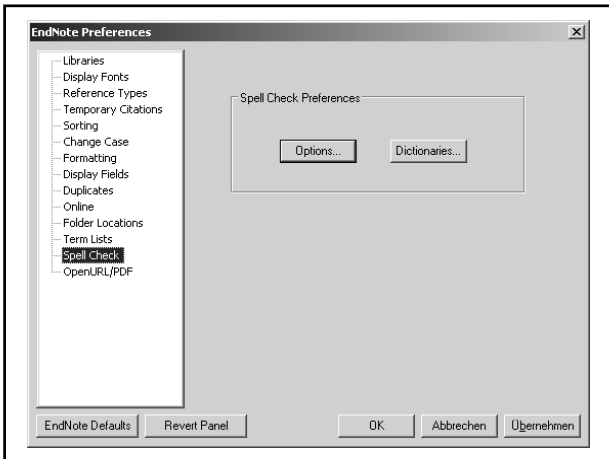 EndNote Preferences
Libraries
Display Fonts
Reference Types
Temporary Citations
Sorting
Change Case
Formatting
Display Fields
Duplicates
Online
Folder Locations
Term Lists
Spell Check
OpenURL/PDF
Spell Check Preferences
Options... Dictionaries...
EndNote Defaults Revert Panel OK Abbrechen Übernehmen